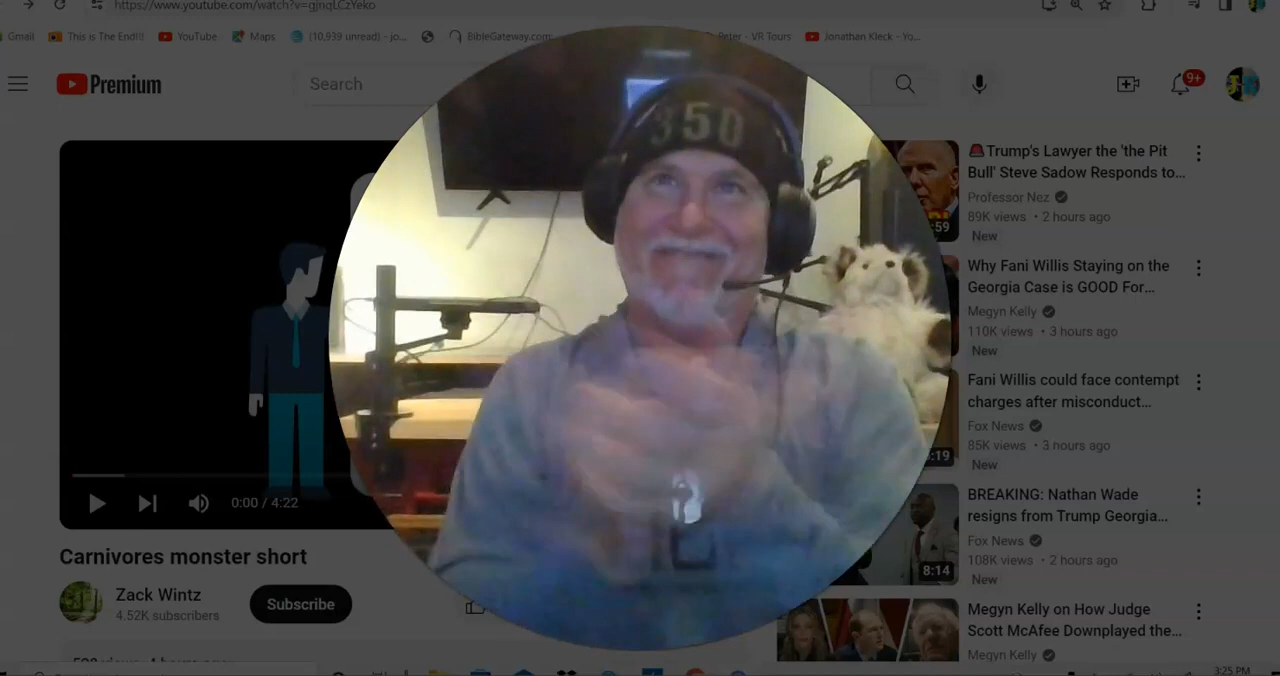 https://www.youtube.com/watch?v=gjnqLCzYeko
Gmail
This is The End!!!
YouTube
Maps
(10,939 unread) - jo...
BibleGateway.com:
Peter - VR Tours
Jonathan Kleck - Yo...
Premium
Search
9+
350
0:00 / 4:22
Carnivores monster short
Zack Wintz
4.52K subscribers
Subscribe
:59
🚨Trump's Lawyer the 'the Pit
Bull' Steve Sadow Responds to...
Professor Nez
89K views • 2 hours ago
New
Why Fani Willis Staying on the
Georgia Case is GOOD For...
Megyn Kelly
110K views • 3 hours ago
New
:19
Fani Willis could face contempt
charges after misconduct...
Fox News
85K views • 3 hours ago
New
8:14
BREAKING: Nathan Wade
resigns from Trump Georgia...
Fox News
108K views • 2 hours ago
New
Megyn Kelly on How Judge
Scott McAfee Downplayed the...
Megyn Kelly
3:25 PM